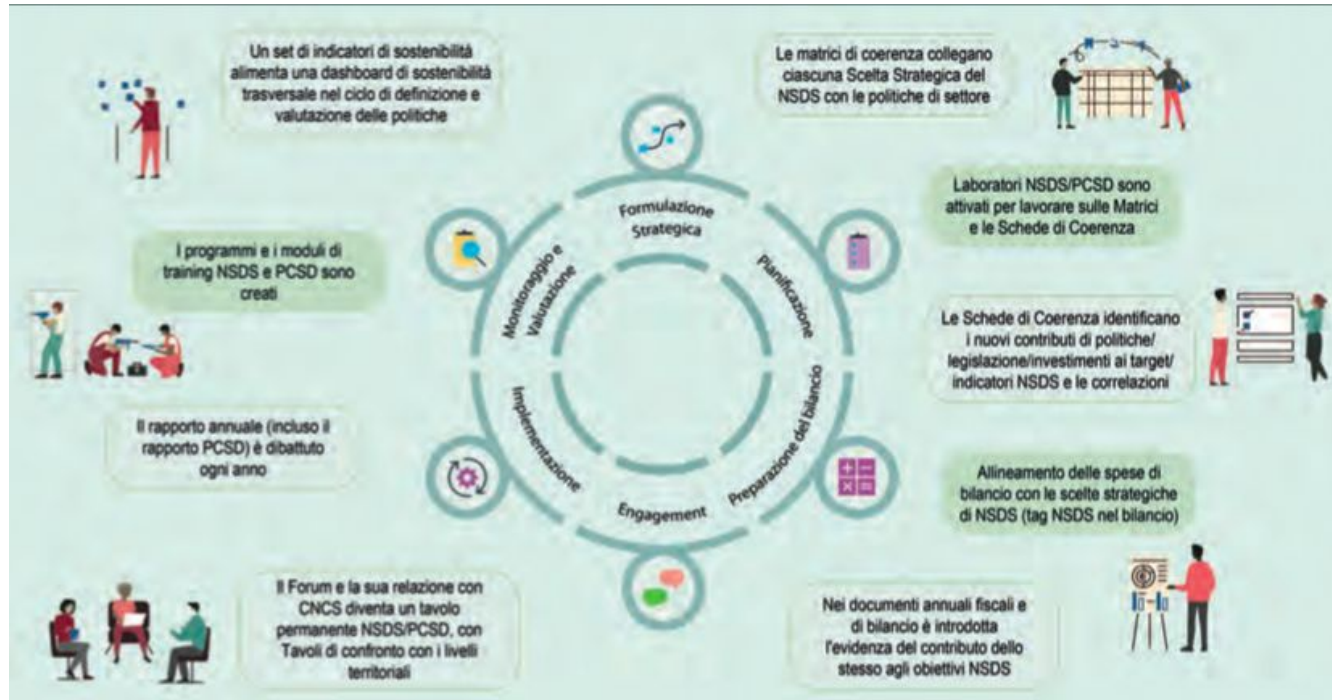 Un set di indicatori di sostenibilità
alimenta una dashboard di sostenibilità
trasversale nel ciclo di definizione e
valutazione delle politiche
Le matrici di coerenza collegano
ciascuna Scelta Strategica del
NSDS con le politiche di settore
Laboratori NSDS/PCSD sono
attivati per lavorare sulle Matrici
e le Schede di Coerenza
I programmi e i moduli di
training NSDS e PCSD sono
creati
Le Schede di Coerenza identificano
i nuovi contributi di politiche/
legislazione/investimenti ai target/
indicatori NSDS e le correlazioni
Il rapporto annuale (incluso il
rapporto PCSD) è dibattuto
ogni anno
Allineamento delle spese di
bilancio con le scelte strategiche
di NSDS (tag NSDS nel bilancio)
Il Forum e la sua relazione con
CNCS diventa un tavolo
permanente NSDS/PCSD, con
Tavoli di confronto con i livelli
territoriali
Nei documenti annuali fiscali e
di bilancio è introdotta
l'evidenza del contributo dello
stesso agli obiettivi NSDS
Formulazione
Strategica
Pianificazione
Preparazione del bilancio
Engagement
Implementazione
Monitoraggio e
Valutazione